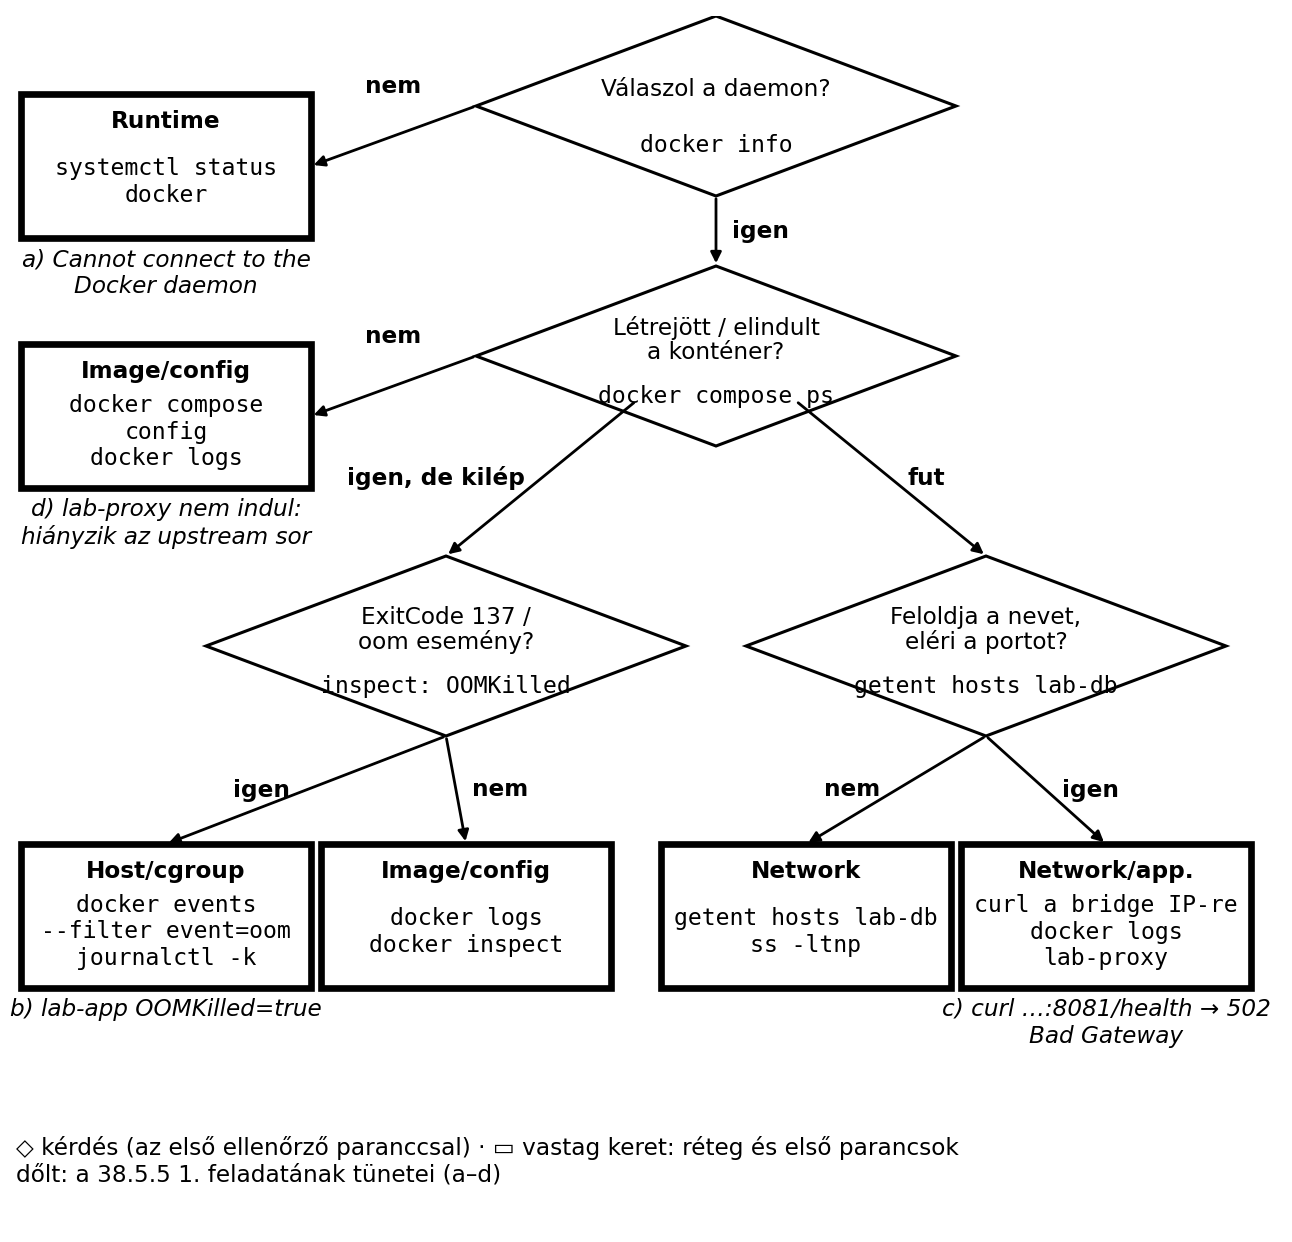 Válaszol a daemon?
docker info
nem
igen
Runtime
systemctl status
docker
a) Cannot connect to the
Docker daemon
Létrejött / elindult
a konténer?
docker compose ps
nem
igen, de kilép
fut
Image/config
docker compose
config
docker logs
d) lab-proxy nem indul:
hiányzik az upstream sor
ExitCode 137 /
oom esemény?
inspect: OOMKilled
igen
nem
Feloldja a nevet,
eléri a portot?
getent hosts lab-db
nem
igen
Host/cgroup
docker events
--filter event=oom
journalctl -k
b) lab-app OOMKilled=true
Image/config
docker logs
docker inspect
Network
getent hosts lab-db
ss -ltnp
Network/app.
curl a bridge IP-re
docker logs
lab-proxy
c) curl …:8081/health → 502
Bad Gateway
◇ kérdés (az első ellenőrző paranccsal) · ▭ vastag keret: réteg és első parancsok
dőlt: a 38.5.5 1. feladatának tünetei (a–d)